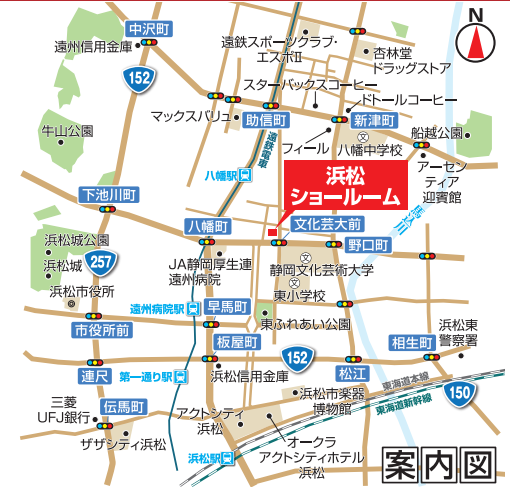 N
中沢町
遠州信用金庫
遠鉄スポーツクラブ・
エスポⅡ
杏林堂
ドラッグストア
152
スターバックスコーヒー
ドトールコーヒー
マックスバリュ
助信町
新津町
船越公園
牛山公園
遠鉄電車
フィール
文
八幡中学校
アーセン
ティア
迎賓館
八幡駅
浜松
ショールーム
馬込川
下池川町
八幡町
文化芸大前
野口町
浜松城公園
浜松城
257
浜松市役所
JA静岡厚生連
遠州病院
文
静岡文化芸術大学
文
東小学校
遠州病院駅
早馬町
東ふれあい公園
市役所前
板屋町
152
相生町
浜松東
警察署
連尺
第一通り駅
浜松信用金庫
松江
東海道本線
東海道新幹線
150
三菱
UFJ銀行
伝馬町
アクトシティ
浜松
浜松市楽器
博物館
ザザシティ浜松
オークラ
アクトシティホテル
浜松
浜松駅
案内図